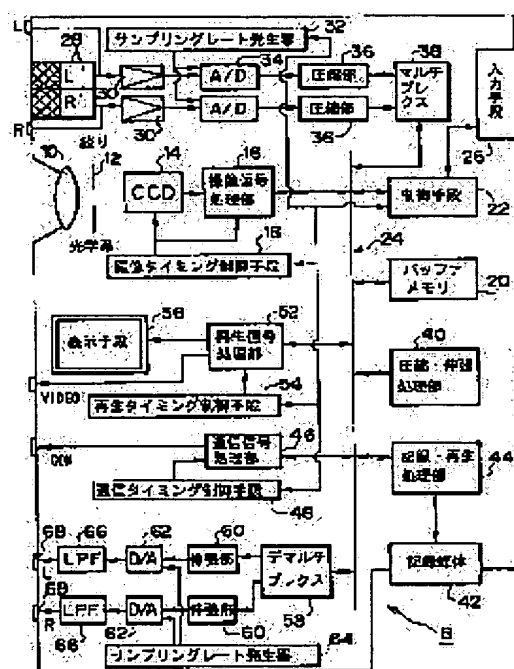 L
28
サンプリングレート発生器
32
34
36
38
L
30
A/D
圧縮部
マルチプレクス
R
30
A/D
圧縮部
36
入力手段
26
R
絞り
10
12
14
16
CCD
撮像信号
処理部
制御手段
22
光学系
18
24
撮像タイミング制御手段
バッファ
メモリ
20
56
52
表示手段
再生信号
処理部
40
圧縮・伸張
処理部
VIDEO
54
再生タイミング制御手段
46
通信信号
処理部
記録・再生
処理部
44
通信タイミング制御手段
48
68
66
62
60
L
LPF
D/A
伸張部
デマルチ
プレックス
記録媒体
42
68
R
LPF
D/A
伸張部
58
66
62
60
64
サンプリングレート発生器